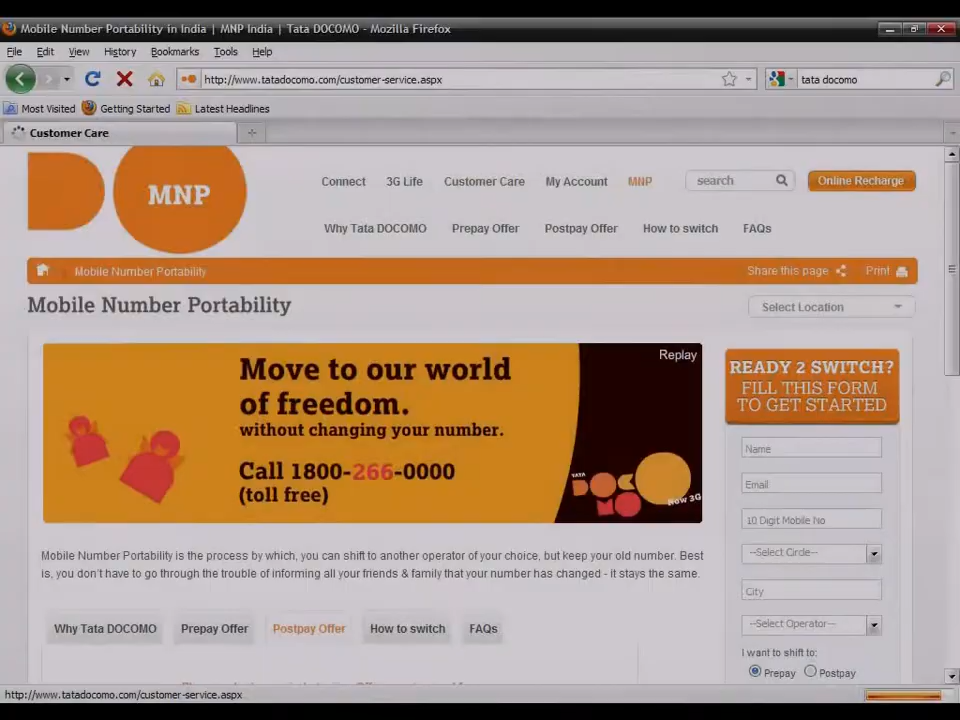 Mobile Number Portability in India | MNP India | Tata DOCOMO - Mozilla Firefox
File Edit View History Bookmarks Tools Help
http://www.tatadocomo.com/customer-service.aspx
tata docomo
Most Visited Getting Started Latest Headlines
Customer Care
MNP
Connect 3G Life Customer Care My Account MNP
search
Online Recharge
Why Tata DOCOMO Prepay Offer Postpay Offer How to switch FAQs
Mobile Number Portability
Share this page Print
Mobile Number Portability
Select Location
Move to our world
of freedom.
without changing your number.
Call 1800-266-0000
(toll free)
Replay
TATA
DOCOMO
Now 3G
READY 2 SWITCH?
FILL THIS FORM
TO GET STARTED
Name
Email
10 Digit Mobile No
--Select Circle--
City
--Select Operator---
I want to shift to:
Prepay Postpay
Mobile Number Portability is the process by which, you can shift to another operator of your choice, but keep your old number. Best
is, you don't have to go through the trouble of informing all your friends & family that your number has changed - it stays the same.
Why Tata DOCOMO Prepay Offer Postpay Offer How to switch FAQs
http://www.tatadocomo.com/customer-service.aspx